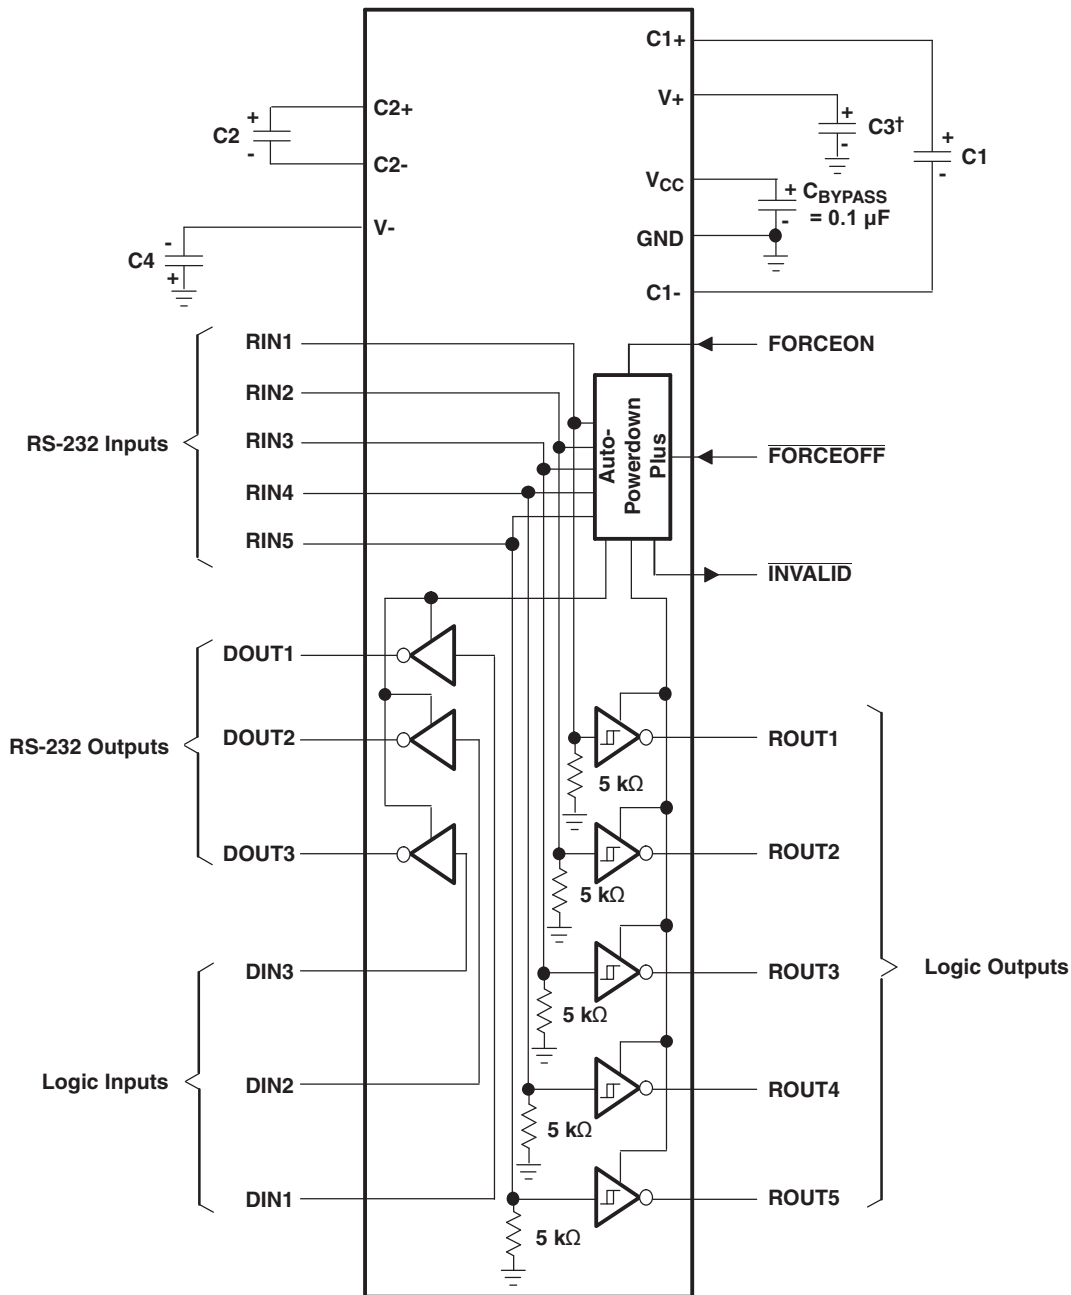 C1+
V+
C3†
C1
+
-
+
-
C2+
C2
+
-
C2-
VCC
CBYPASS
= 0.1 µF
+
-
GND
V-
C4
-
+
C1-
RIN1
RIN2
RIN3
RIN4
RIN5
RS-232 Inputs
Auto-
Powerdown
Plus
FORCEON
FORCEOFF
INVALID
DOUT1
DOUT2
DOUT3
RS-232 Outputs
5 kΩ
5 kΩ
5 kΩ
5 kΩ
5 kΩ
ROUT1
ROUT2
ROUT3
ROUT4
ROUT5
Logic Outputs
DIN3
DIN2
DIN1
Logic Inputs